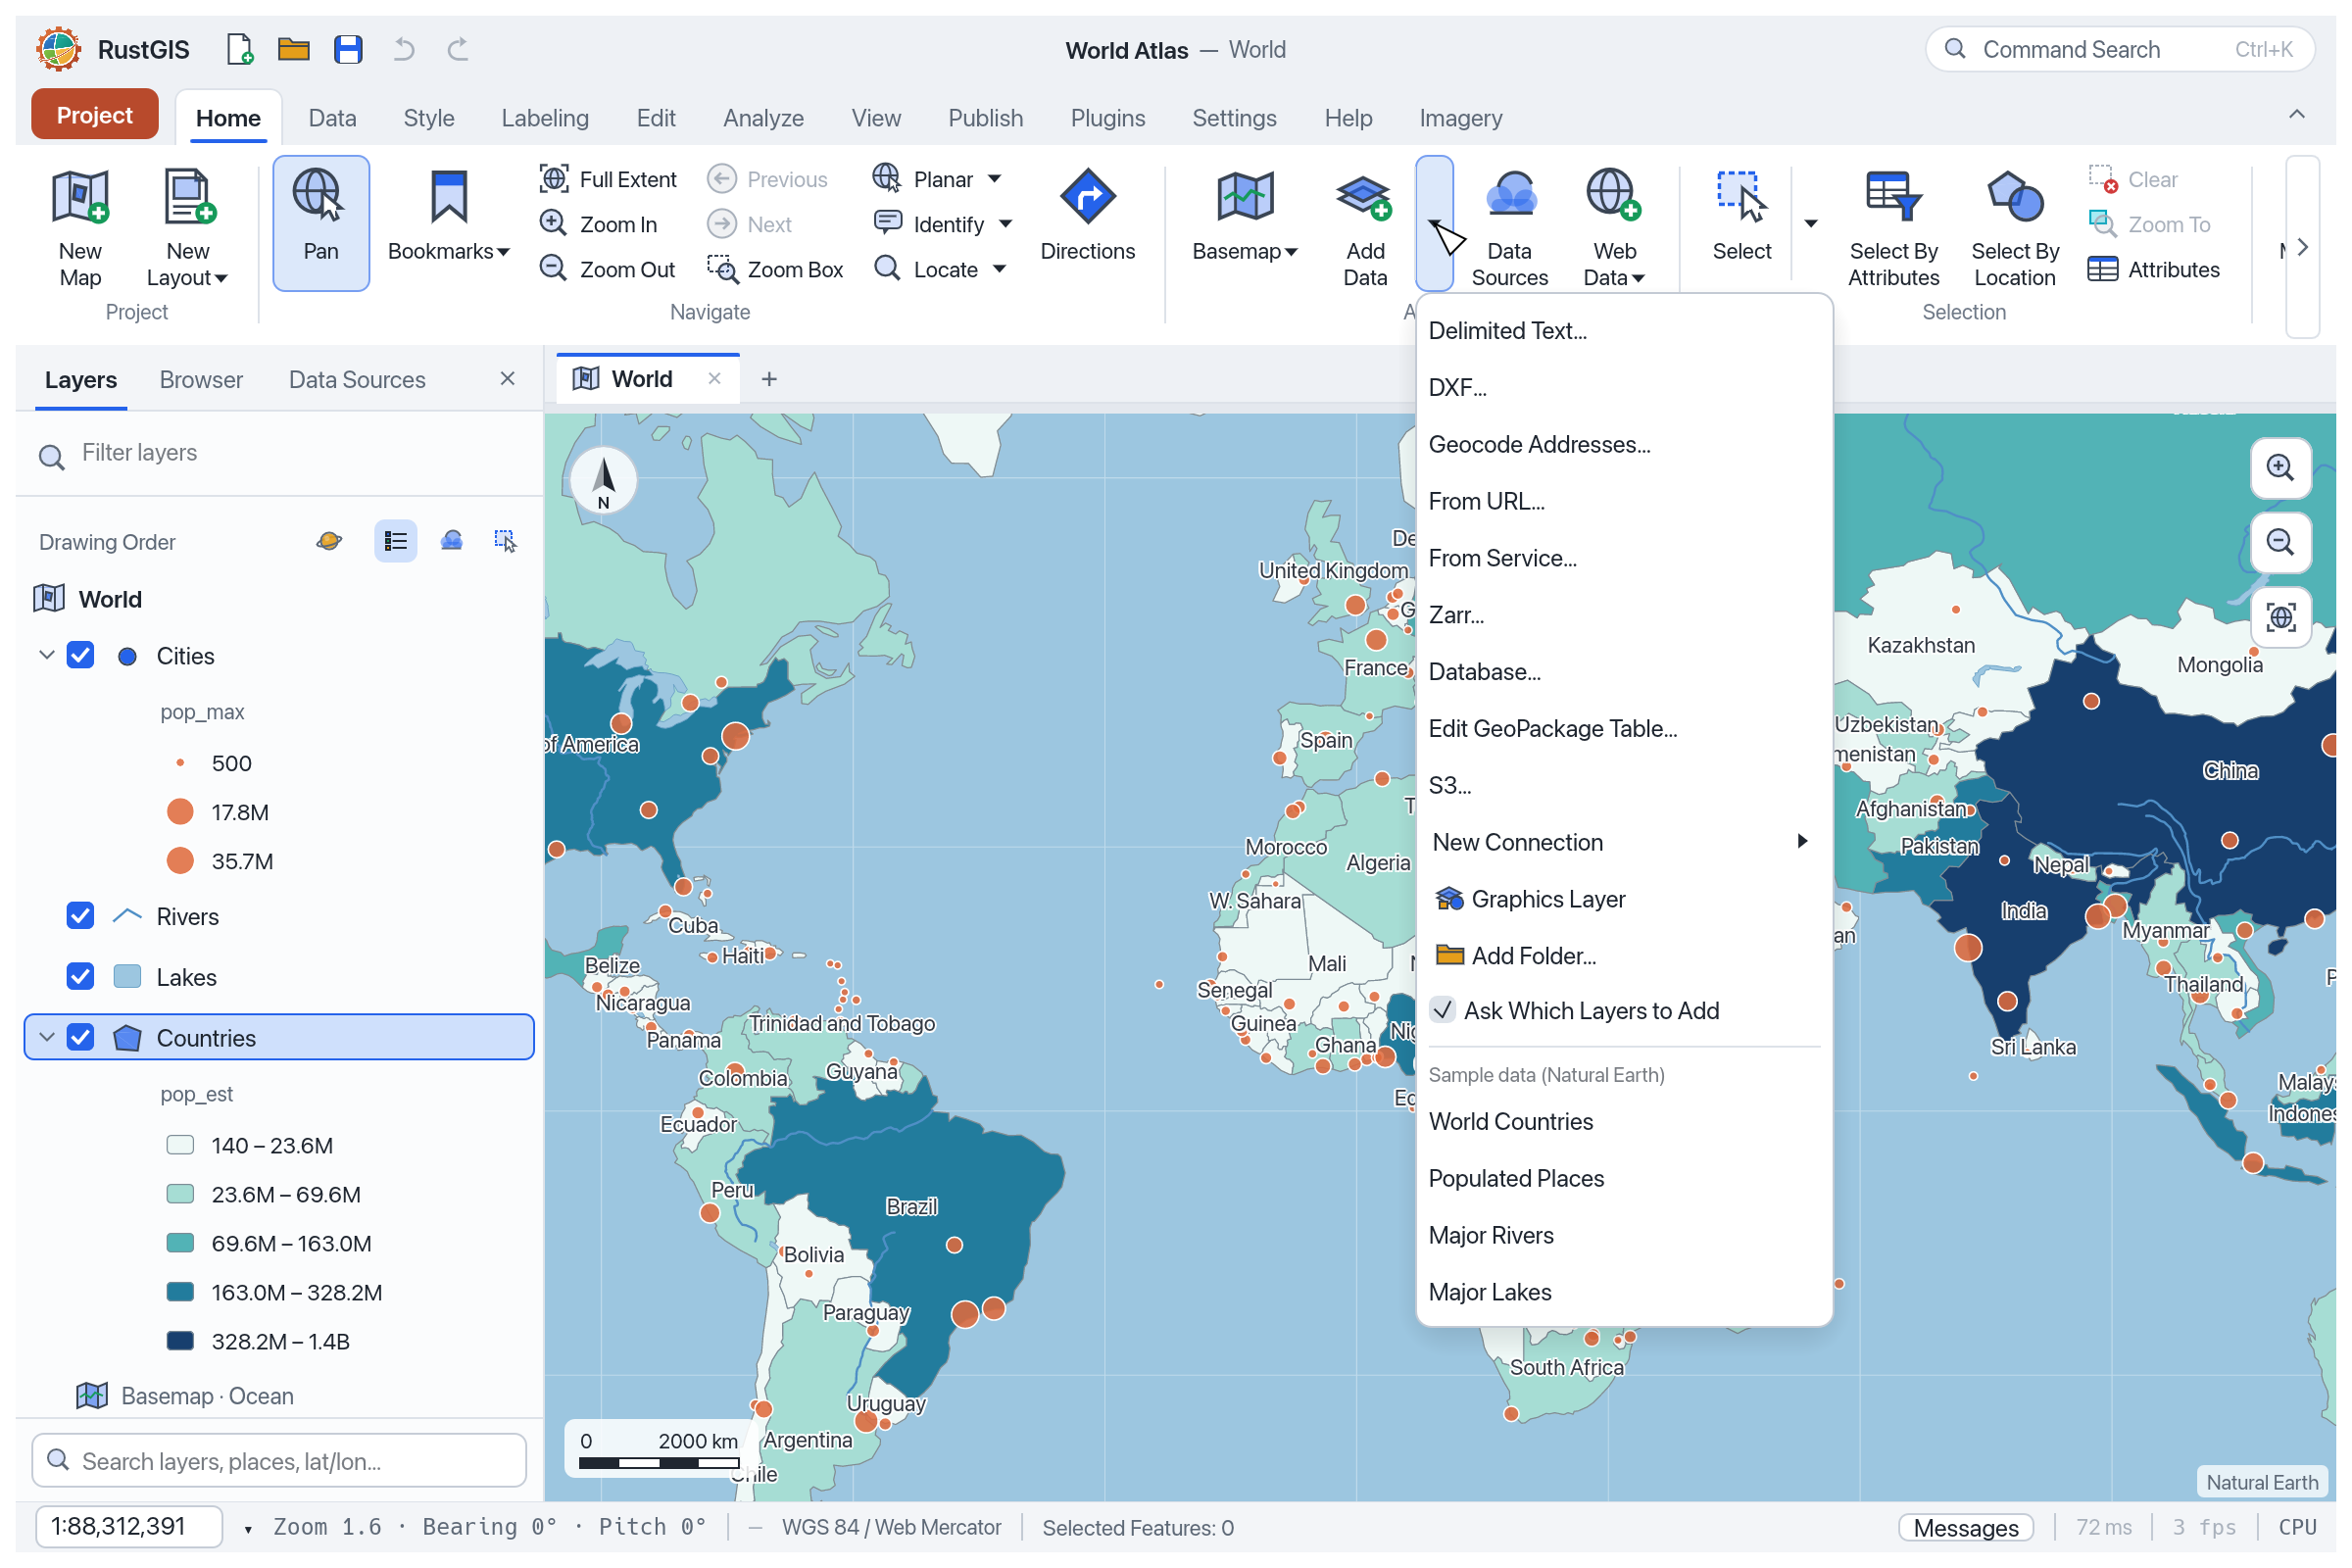 RustGIS
World Atlas — World
Command Search Ctrl+K
Project Home Data Style Labeling Edit Analyze View Publish Plugins Settings Help Imagery
New Map
New Layout
Project
Pan
Bookmarks
Full Extent
Zoom In
Zoom Out
Previous
Next
Zoom Box
Planar
Identify
Locate
Directions
Navigate
Basemap
Add Data
Data Sources
Web Data
Select
Select By Attributes
Select By Location
Clear
Zoom To
Attributes
Selection
Layers Browser Data Sources
World
Filter layers
Drawing Order
World
Cities
pop_max
500
17.8M
35.7M
Rivers
Lakes
Countries
pop_est
140 – 23.6M
23.6M – 69.6M
69.6M – 163.0M
163.0M – 328.2M
328.2M – 1.4B
Basemap · Ocean
Search layers, places, lat/lon...
Delimited Text...
DXF...
Geocode Addresses...
From URL...
From Service...
Zarr...
Database...
Edit GeoPackage Table...
S3...
New Connection
Graphics Layer
Add Folder...
Ask Which Layers to Add
Sample data (Natural Earth)
World Countries
Populated Places
Major Rivers
Major Lakes
N
United Kingdom
France
Spain
of America
Morocco
Algeria
W. Sahara
Cuba
Haiti
Belize
Nicaragua
Mali
Senegal
Trinidad and Tobago
Guinea
Panama
Ghana
Colombia
Guyana
Ecuador
Peru
Brazil
Bolivia
Paraguay
Uruguay
Argentina
Chile
South Africa
Kazakhstan
Mongolia
Uzbekistan
menistan
China
Afghanistan
Pakistan
Nepal
India
Myanmar
Thailand
Sri Lanka
Malays
Indones
0 2000 km
Natural Earth
1:88,312,391 Zoom 1.6 · Bearing 0° · Pitch 0° — WGS 84 / Web Mercator Selected Features: 0 Messages 72 ms 3 fps CPU